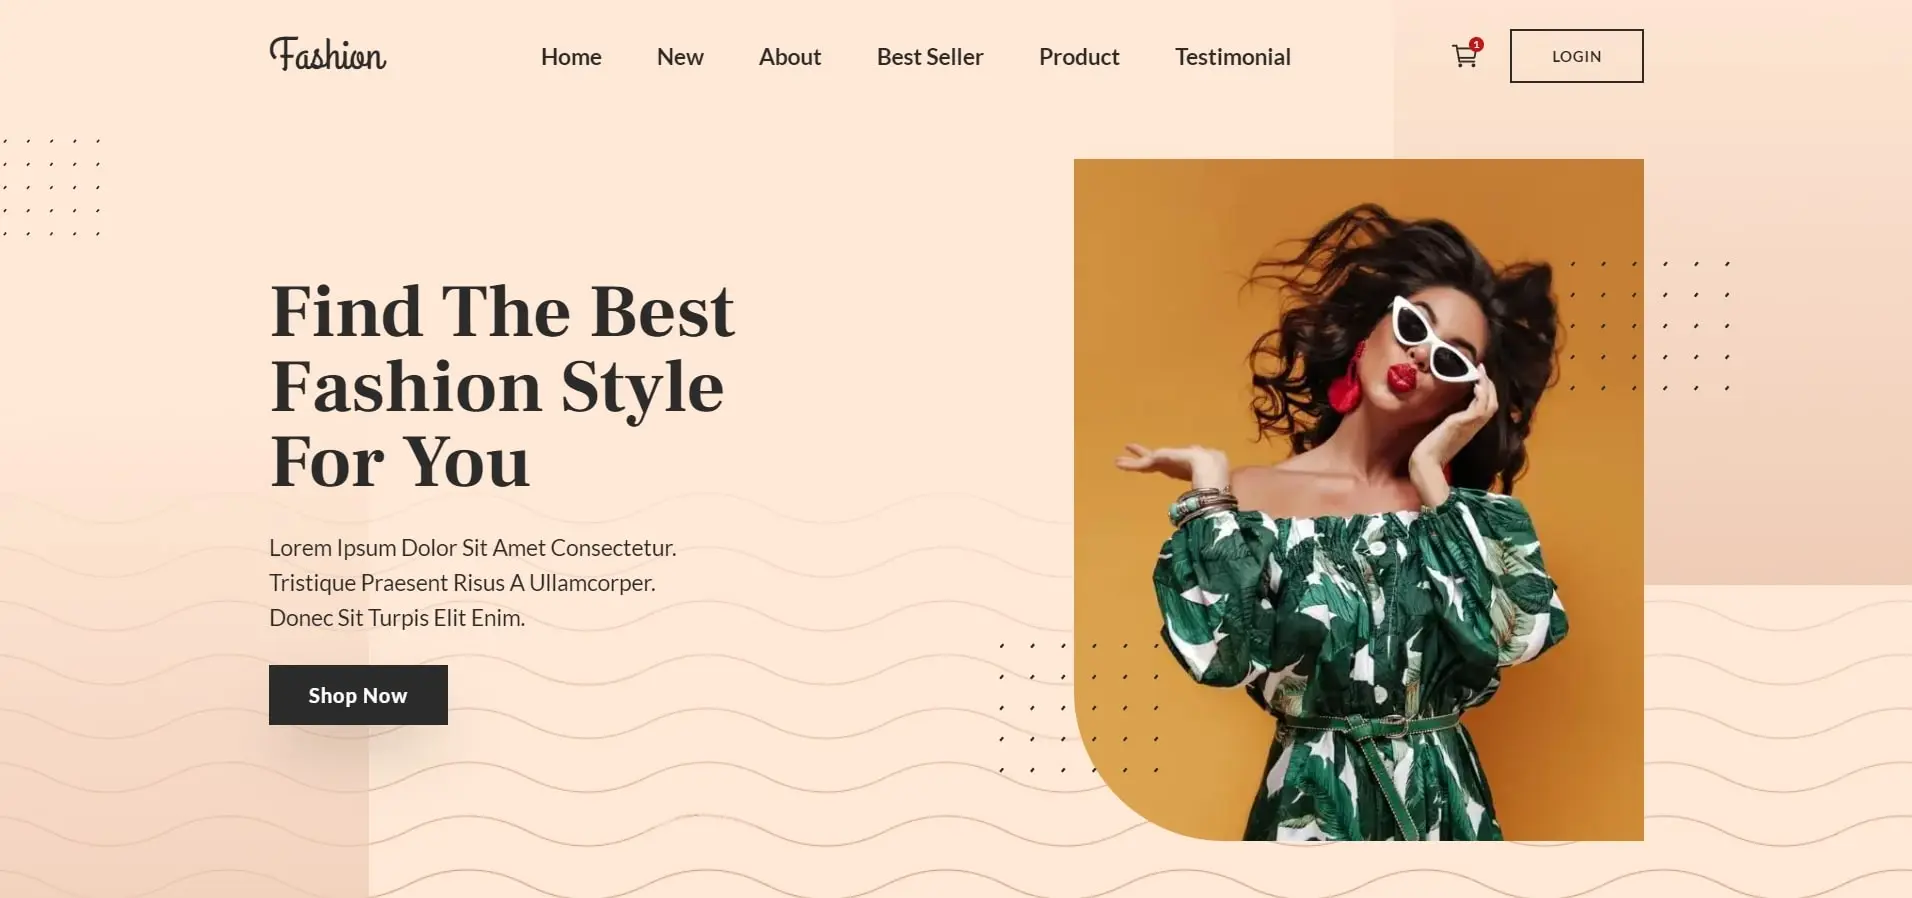 Fashion
Home New About Best Seller Product Testimonial
1
LOGIN
Find The Best
Fashion Style
For You
Lorem Ipsum Dolor Sit Amet Consectetur.
Tristique Praesent Risus A Ullamcorper.
Donec Sit Turpis Elit Enim.
Shop Now